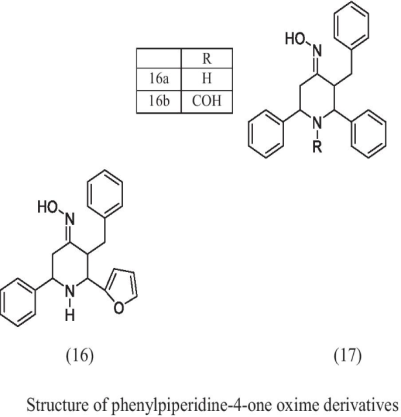 R
16a H
16b COH
HO
N
N
R
HO
N
N
H
O
(16) (17)
Structure of phenylpiperidine-4-one oxime derivatives